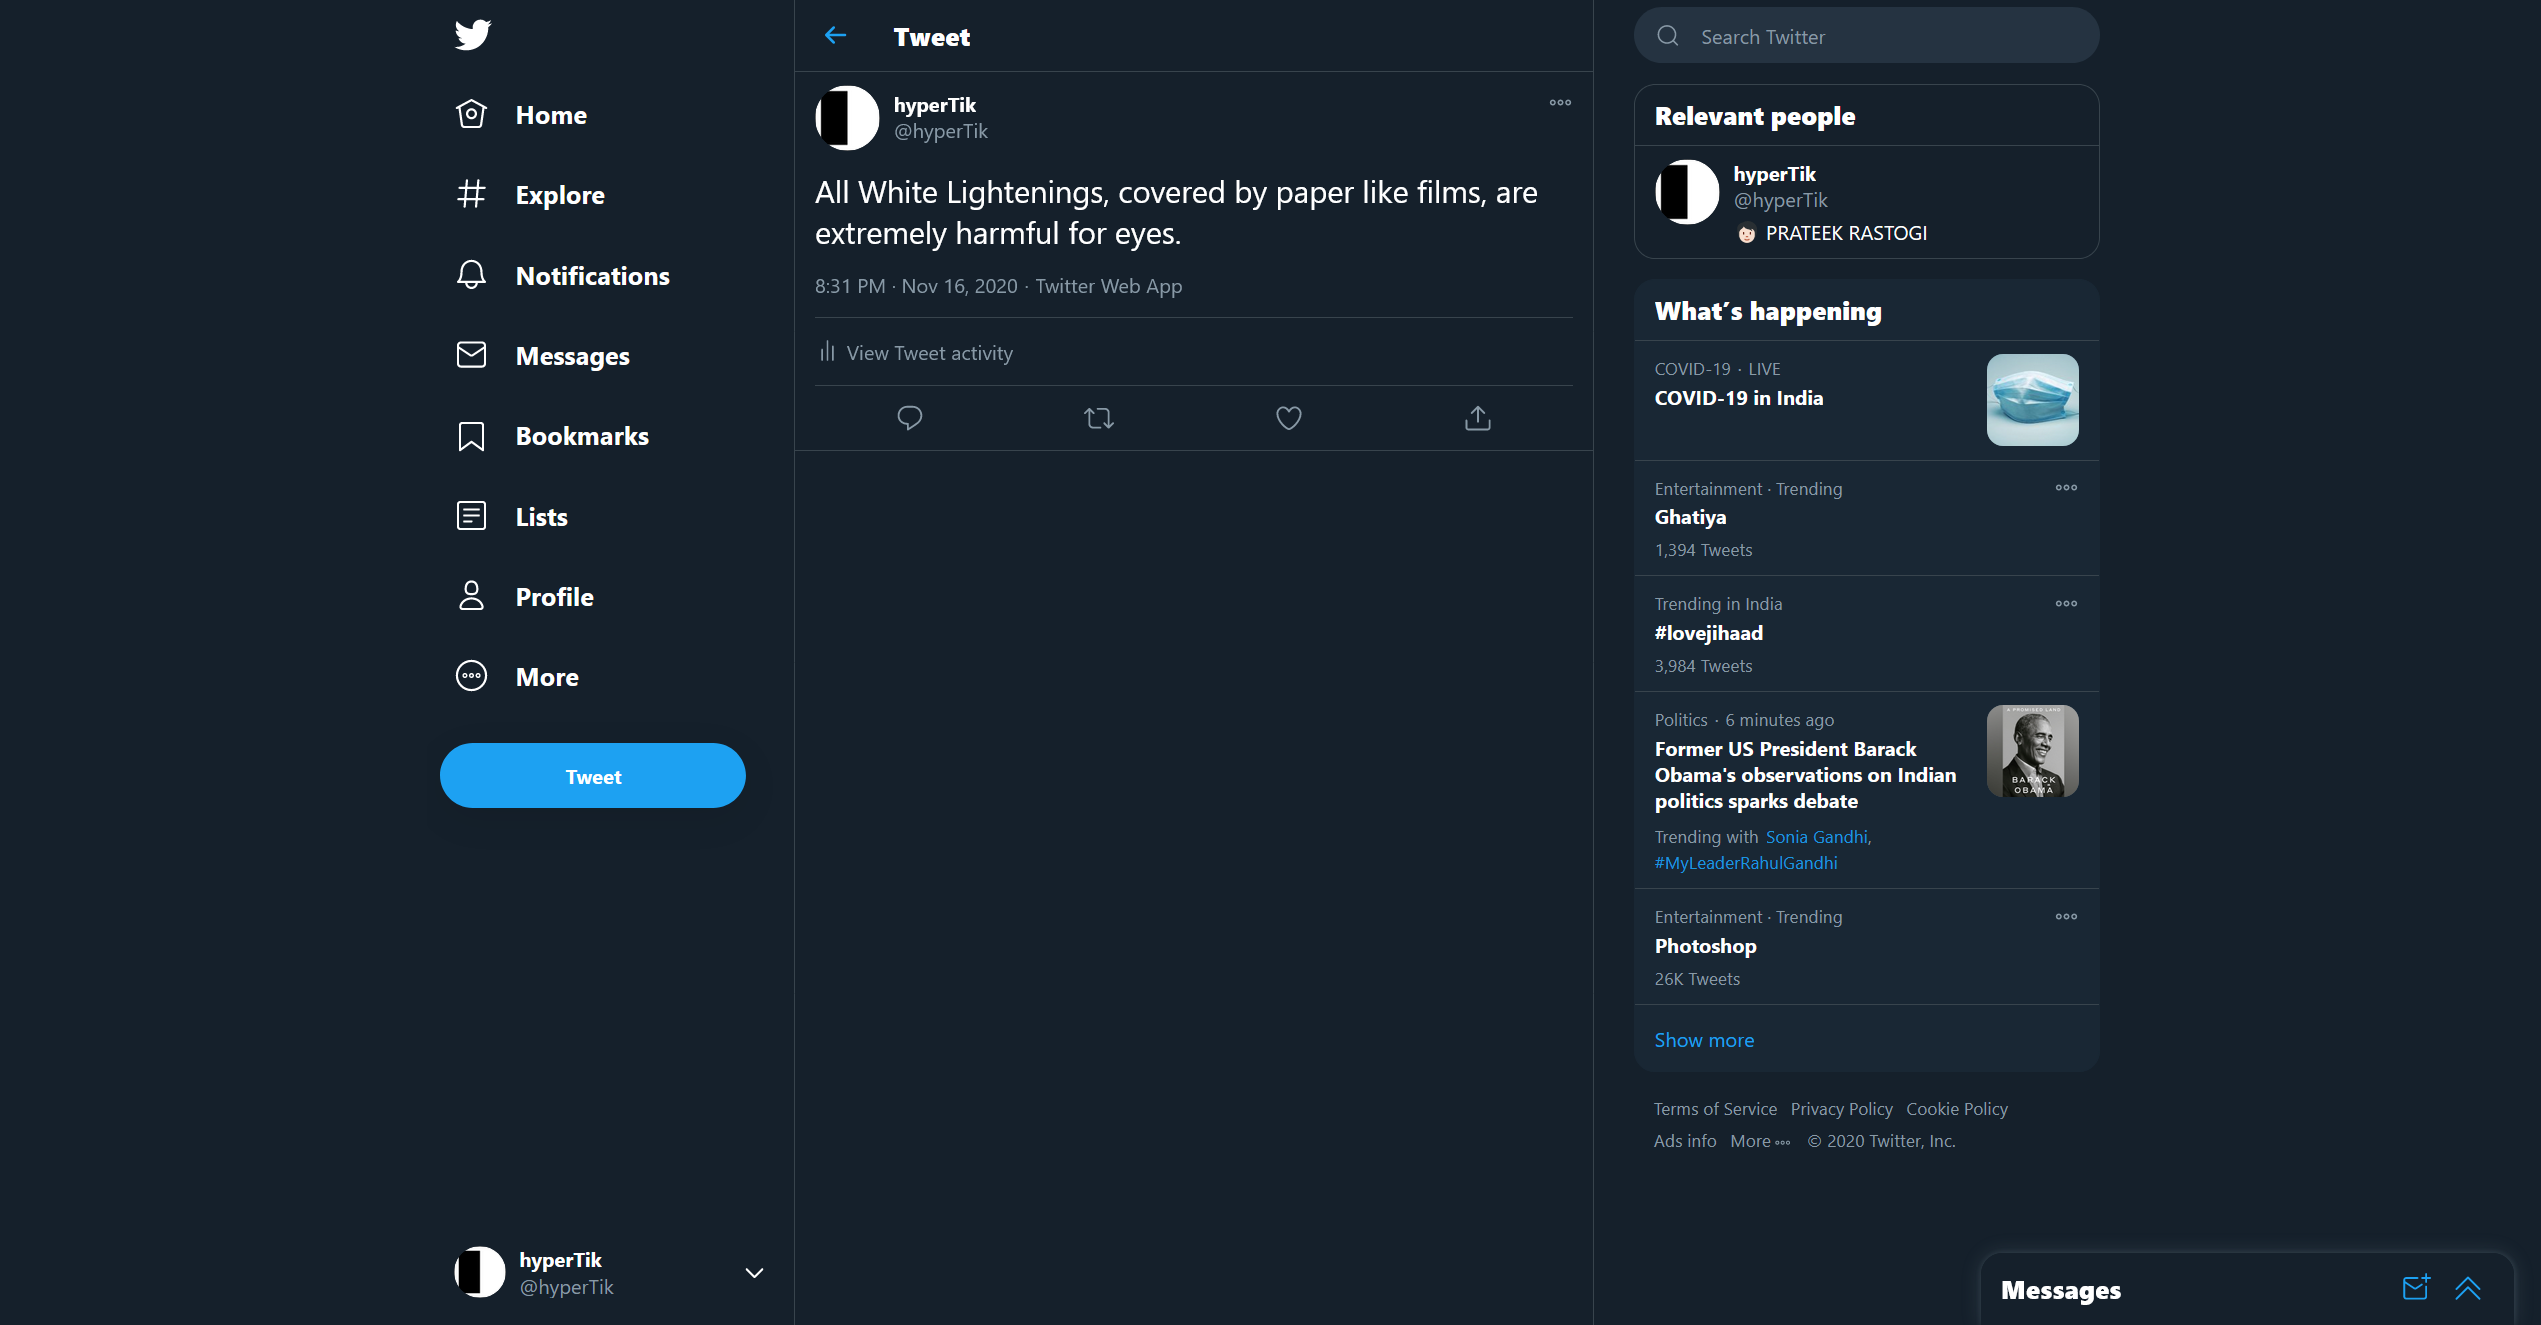 Home
Explore
Notifications
Messages
Bookmarks
Lists
Profile
More
Tweet
hyperTik
@hyperTik
Tweet
hyperTik
@hyperTik
All White Lightenings, covered by paper like films, are
extremely harmful for eyes.
8:31 PM · Nov 16, 2020 · Twitter Web App
View Tweet activity
Search Twitter
Relevant people
hyperTik
@hyperTik
PRATEEK RASTOGI
What's happening
COVID-19 · LIVE
COVID-19 in India
Entertainment · Trending
Ghatiya
1,394 Tweets
Trending in India
#lovejihaad
3,984 Tweets
Politics · 6 minutes ago
Former US President Barack
Obama's observations on Indian
politics sparks debate
Trending with Sonia Gandhi,
#MyLeaderRahulGandhi
A PROMISED LAND
BARACK
OBAMA
Entertainment · Trending
Photoshop
26K Tweets
Show more
Terms of Service Privacy Policy Cookie Policy
Ads info More © 2020 Twitter, Inc.
Messages